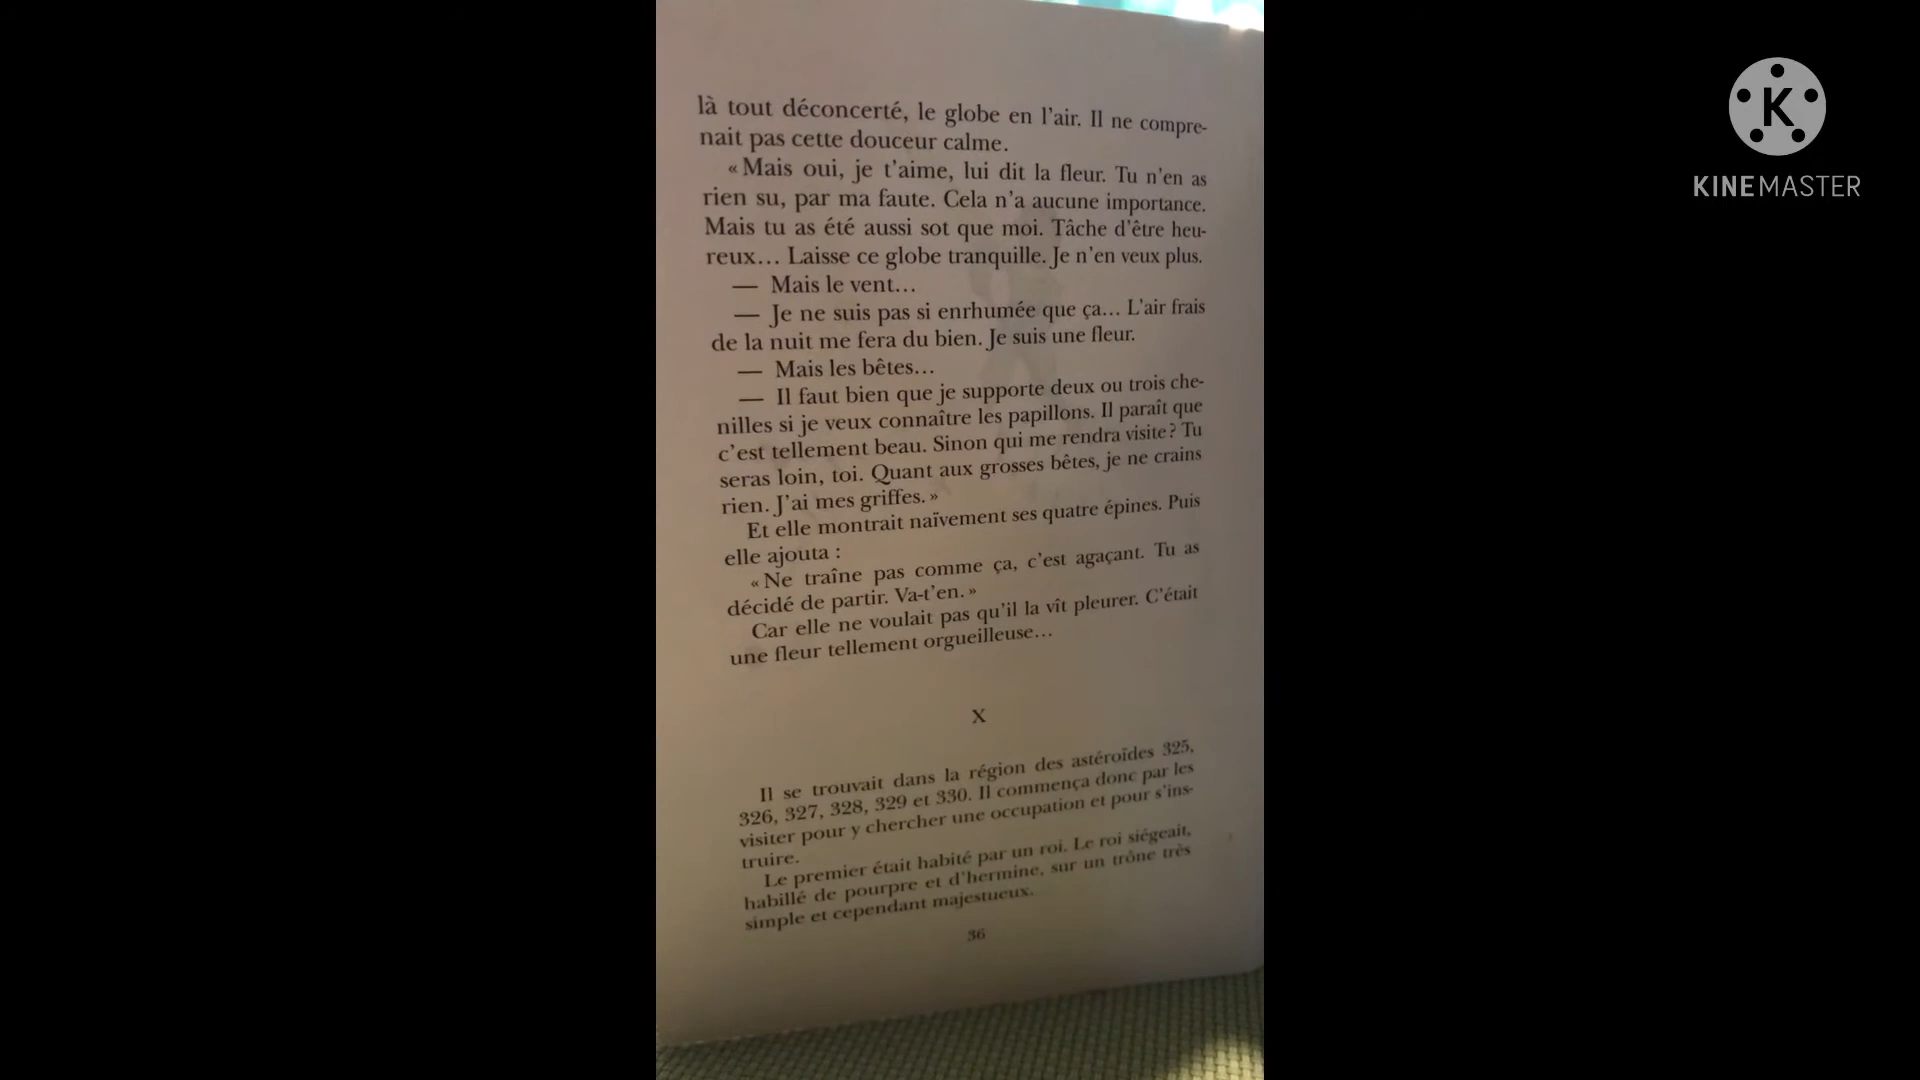 là tout déconcerté, le globe en l'air. Il ne compre-
nait pas cette douceur calme.
« Mais oui, je t'aime, lui dit la fleur. Tu n'en as
rien su, par ma faute. Cela n'a aucune importance.
Mais tu as été aussi sot que moi. Tâche d'être heu-
reux... Laisse ce globe tranquille. Je n'en veux plus.
— Mais le vent...
— Je ne suis pas si enrhumée que ça... L'air frais
de la nuit me fera du bien. Je suis une fleur.
— Mais les bêtes...
— Il faut bien que je supporte deux ou trois che-
nilles si je veux connaître les papillons. Il paraît que
c'est tellement beau. Sinon qui me rendra visite ? Tu
seras loin, toi. Quant aux grosses bêtes, je ne crains
rien. J'ai mes griffes. »
Et elle montrait naïvement ses quatre épines. Puis
elle ajouta :
« Ne traîne pas comme ça, c'est agaçant. Tu as
décidé de partir. Va-t'en. »
Car elle ne voulait pas qu'il la vît pleurer. C'était
une fleur tellement orgueilleuse...
X
Il se trouvait dans la région des astéroïdes 325,
326, 327, 328, 329 et 330. Il commença donc par les
visiter pour y chercher une occupation et pour s'ins-
truire.
Le premier était habité par un roi. Le roi siégeait,
habillé de pourpre et d'hermine, sur un trône très
simple et cependant majestueux.
36
K
KINEMASTER